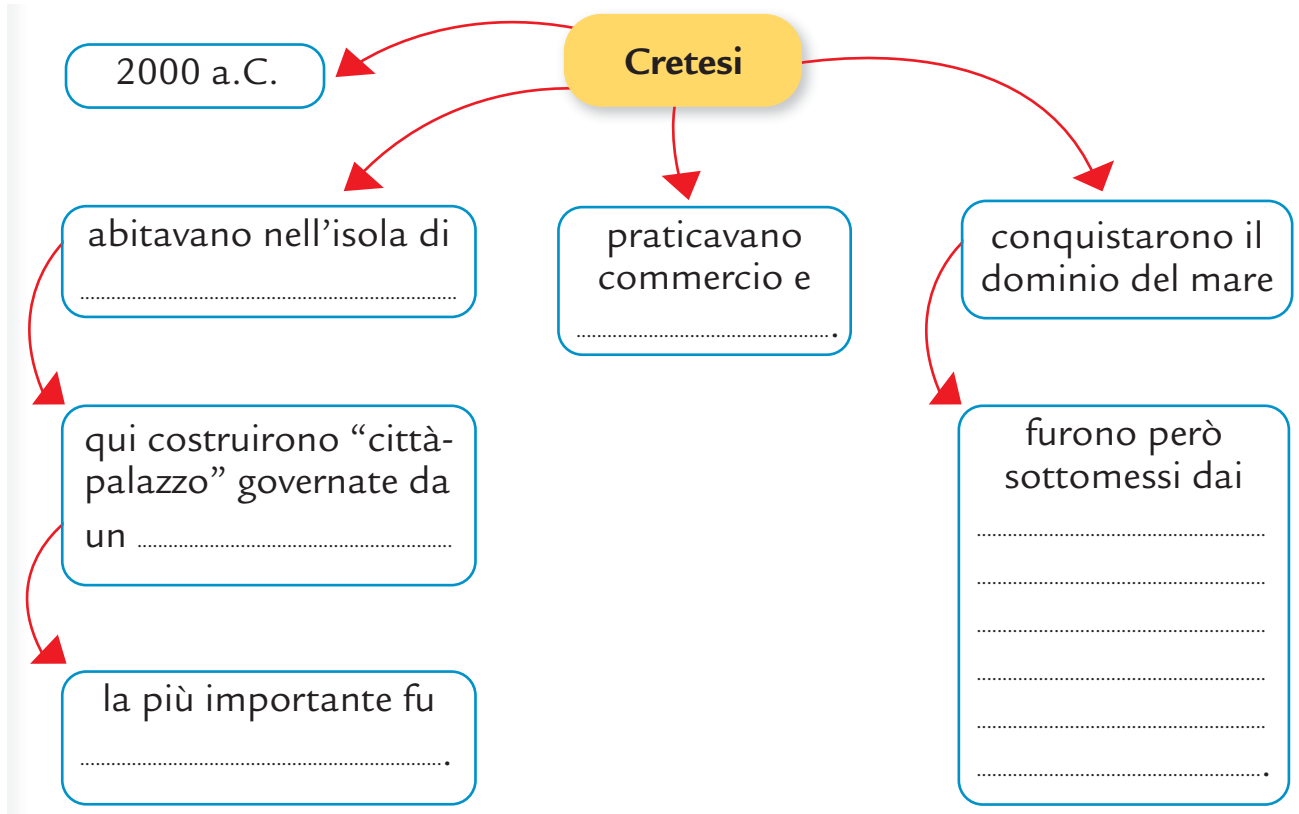 Cretesi
2000 a.C.
abitavano nell’isola di
qui costruirono “città-
palazzo” governate da
un
la più importante fu
.
praticavano
commercio e
.
conquistarono il
dominio del mare
furono però
sottomessi dai
.